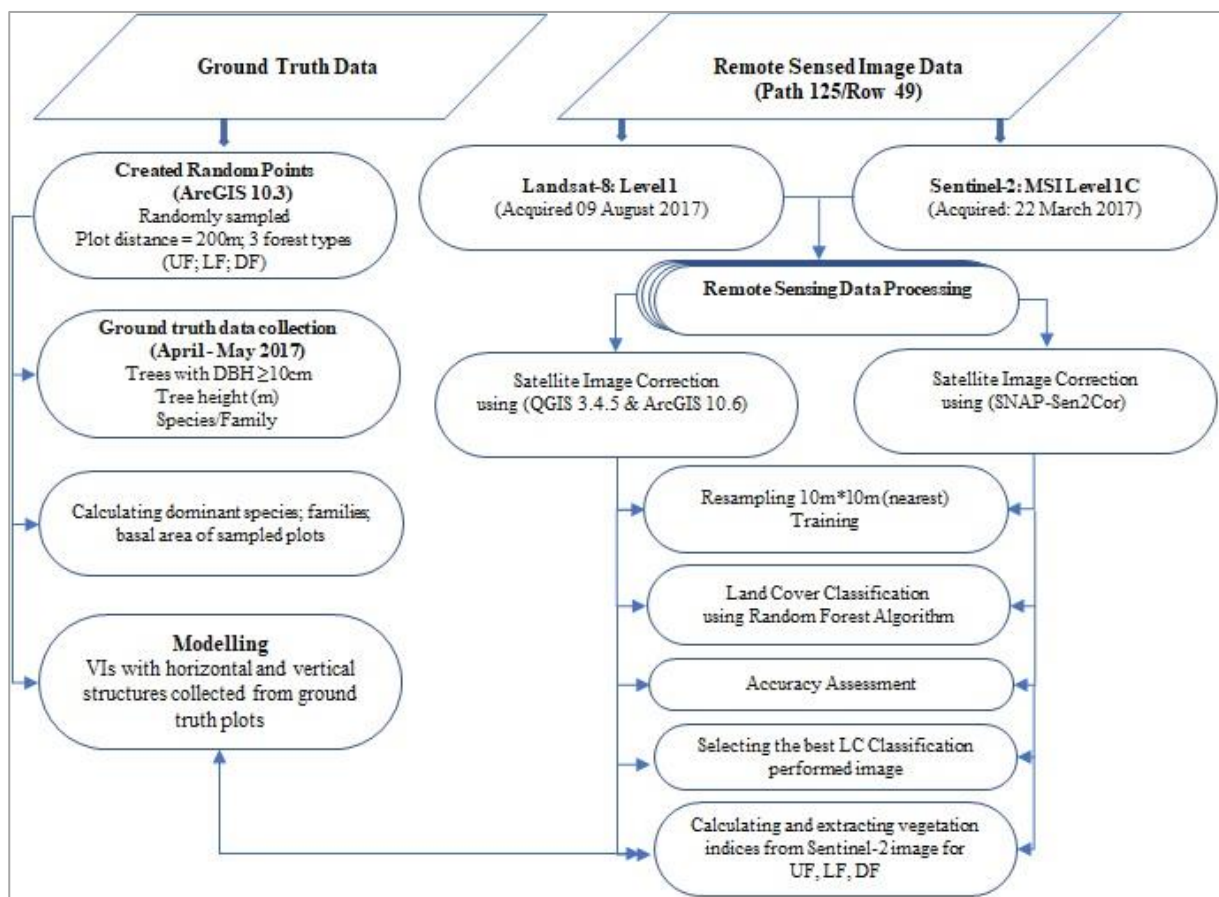 Ground Truth Data
Remote Sensed Image Data
(Path 125/Row 49)
Created Random Points
(ArcGIS 10.3)
Randomly sampled
Plot distance = 200m; 3 forest types
(UF; LF; DF)
Ground truth data collection
(April - May 2017)
Trees with DBH ≥10cm
Tree height (m)
Species/Family
Calculating dominant species; families;
basal area of sampled plots
Modelling
VIs with horizontal and vertical
structures collected from ground
truth plots
Landsat-8: Level 1
(Acquired 09 August 2017)
Sentinel-2: MSI Level 1C
(Acquired: 22 March 2017)
Remote Sensing Data Processing
Satellite Image Correction
using (QGIS 3.4.5 & ArcGIS 10.6)
Satellite Image Correction
using (SNAP-Sen2Cor)
Resampling 10m*10m (nearest)
Training
Land Cover Classification
using Random Forest Algorithm
Accuracy Assessment
Selecting the best LC Classification
performed image
Calculating and extracting vegetation
indices from Sentinel-2 image for
UF, LF, DF